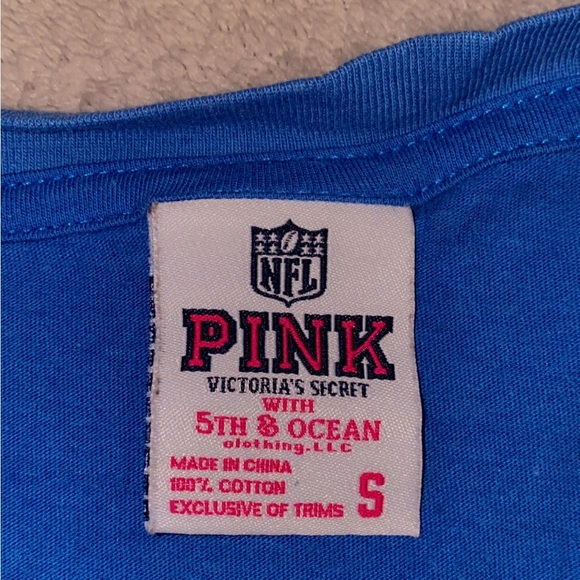 NFL
PINK
VICTORIA'S SECRET
WITH
5TH & OCEAN
clothing.LLC
MADE IN CHINA
100% COTTON
EXCLUSIVE OF TRIMS S